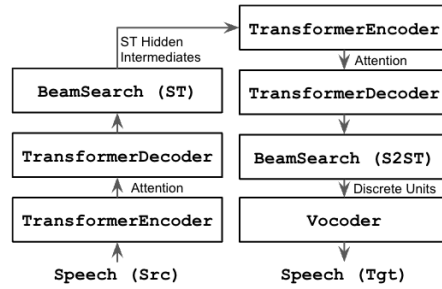 ST Hidden
Intermediates
BeamSearch (ST)
TransformerDecoder
Attention
TransformerEncoder
Speech (Src)
TransformerEncoder
Attention
TransformerDecoder
BeamSearch (S2ST)
Discrete Units
Vocoder
Speech (Tgt)